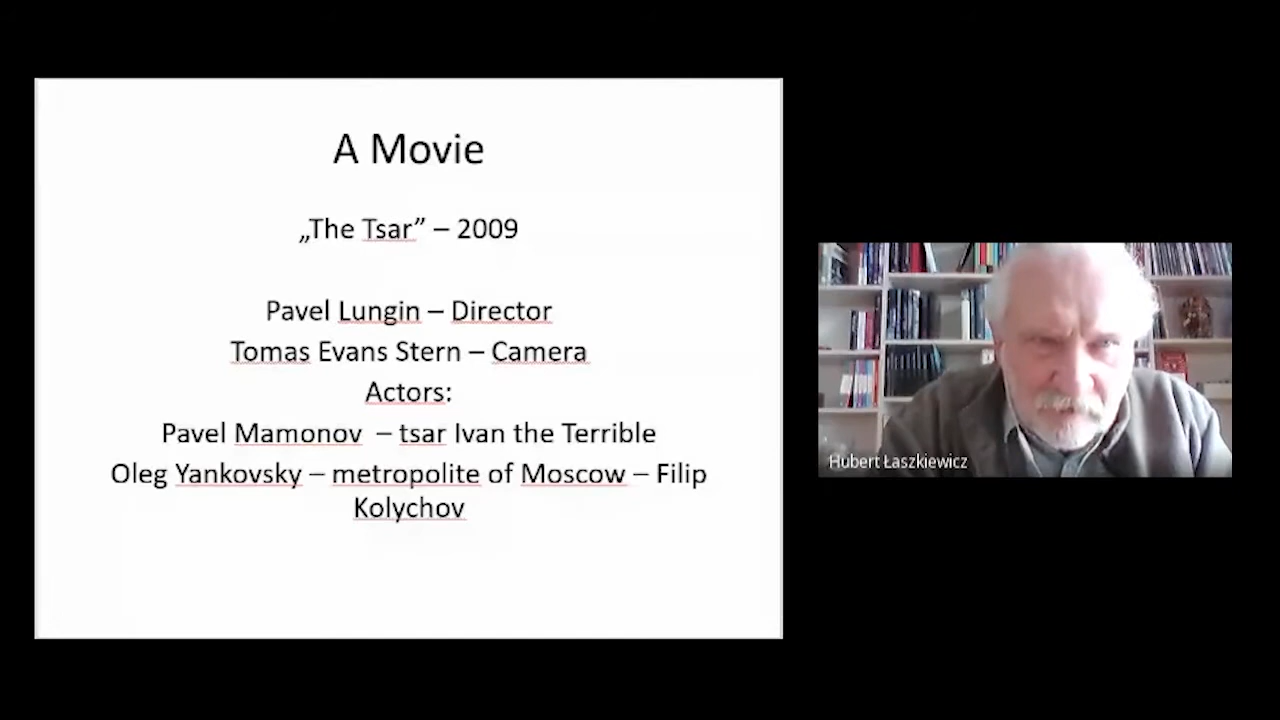 A Movie
„The Tsar” – 2009
Pavel Lungin – Director
Tomas Evans Stern – Camera
Actors:
Pavel Mamonov – tsar Ivan the Terrible
Oleg Yankovsky – metropolite of Moscow – Filip
Kolychov
Hubert Łaszkiewicz